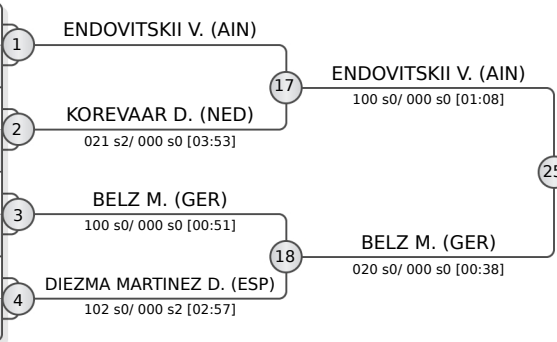 ENDOVITSKII V. (AIN)
1
17
ENDOVITSKII V. (AIN)
100 s0/ 000 s0 [01:08]
KOREVAAR D. (NED)
2
021 s2/ 000 s0 [03:53]
25
BELZ M. (GER)
3
100 s0/ 000 s0 [00:51]
18
BELZ M. (GER)
020 s0/ 000 s0 [00:38]
DIEZMA MARTINEZ D. (ESP)
4
102 s0/ 000 s2 [02:57]